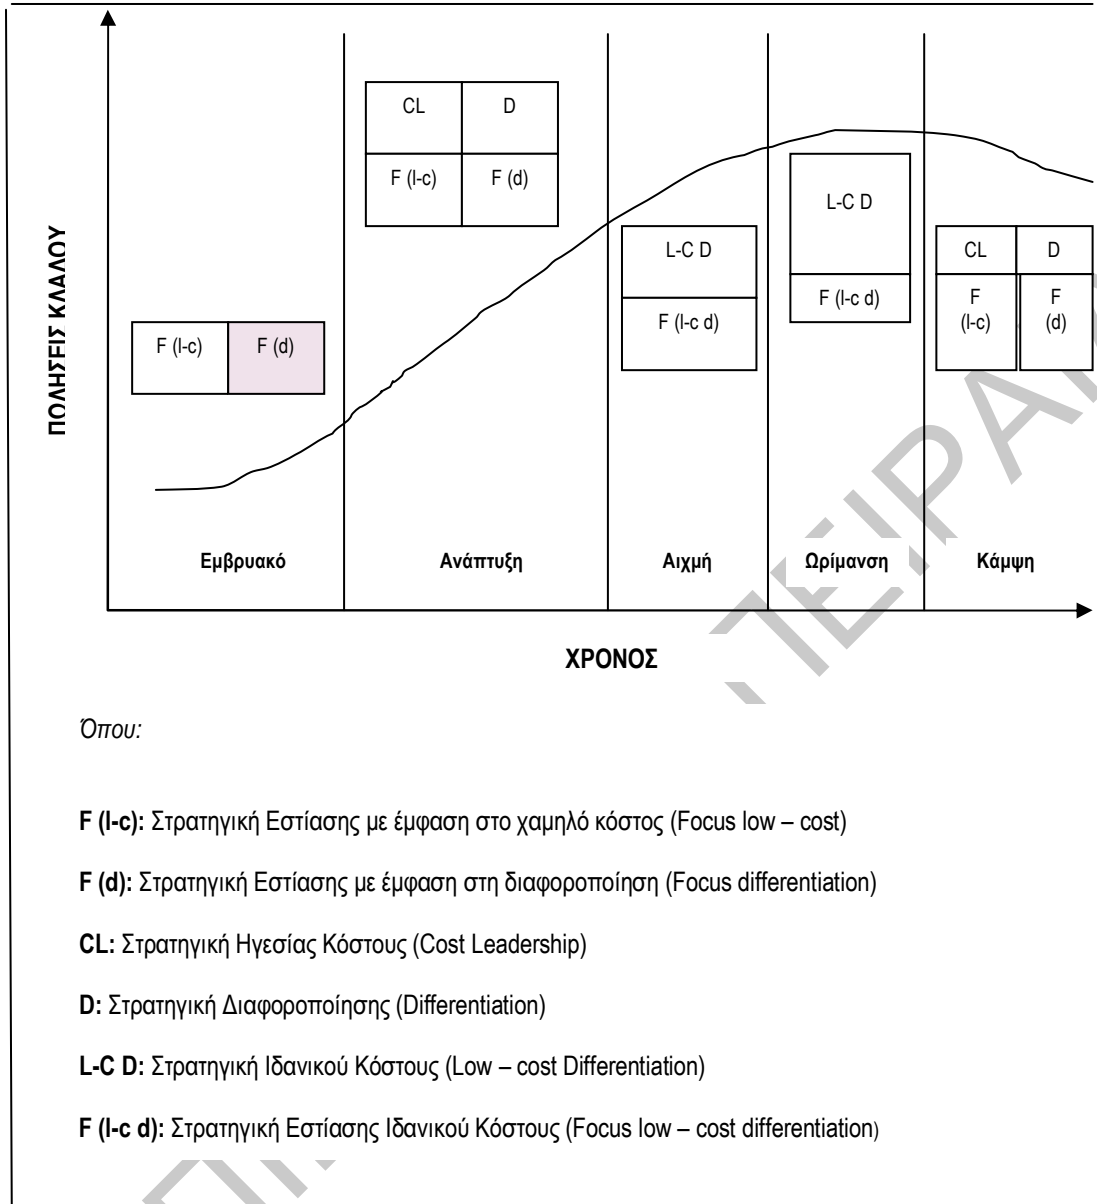 CL D
F (l-c) F (d)
L-C D
L-C D
CL D
F (l-c d)
F (l-c d)
F (l-c) F (d)
F (l-c) F (d)
ΠΩΛΗΣΕΙΣ ΚΛΑΔΟΥ
Εμβρυακό Ανάπτυξη Αιχμή Ωρίμανση Κάμψη
ΧΡΟΝΟΣ
Όπου:
F (l-c): Στρατηγική Εστίασης με έμφαση στο χαμηλό κόστος (Focus low – cost)
F (d): Στρατηγική Εστίασης με έμφαση στη διαφοροποίηση (Focus differentiation)
CL: Στρατηγική Ηγεσίας Κόστους (Cost Leadership)
D: Στρατηγική Διαφοροποίησης (Differentiation)
L-C D: Στρατηγική Ιδανικού Κόστους (Low – cost Differentiation)
F (l-c d): Στρατηγική Εστίασης Ιδανικού Κόστους (Focus low – cost differentiation)